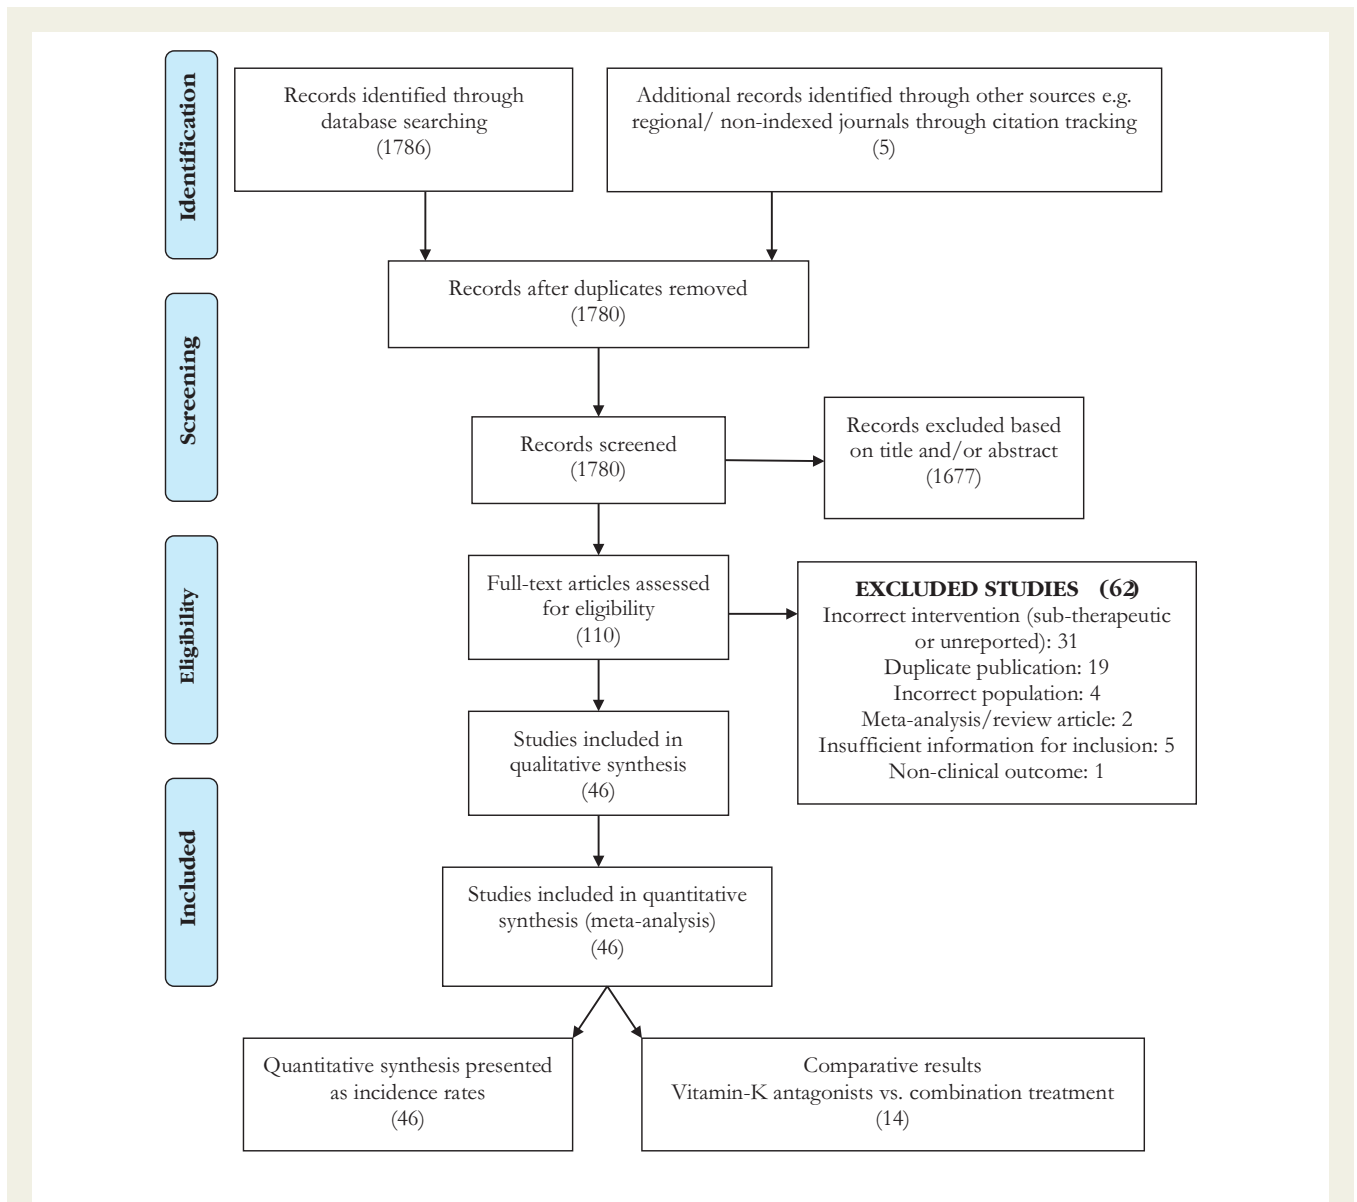 Identification
Records identified through
database searching
(1786)
Additional records identified through other sources e.g.
regional/ non-indexed journals through citation tracking
(5)
Records after duplicates removed
(1780)
Screening
Records screened
(1780)
Records excluded based
on title and/or abstract
(1677)
Eligibility
Full-text articles assessed
for eligibility
(110)
EXCLUDED STUDIES (62)
Incorrect intervention (sub-therapeutic
or unreported): 31
Duplicate publication: 19
Incorrect population: 4
Meta-analysis/review article: 2
Insufficient information for inclusion: 5
Non-clinical outcome: 1
Studies included in
qualitative synthesis
(46)
Included
Studies included in quantitative
synthesis (meta-analysis)
(46)
Quantitative synthesis presented
as incidence rates
(46)
Comparative results
Vitamin-K antagonists vs. combination treatment
(14)